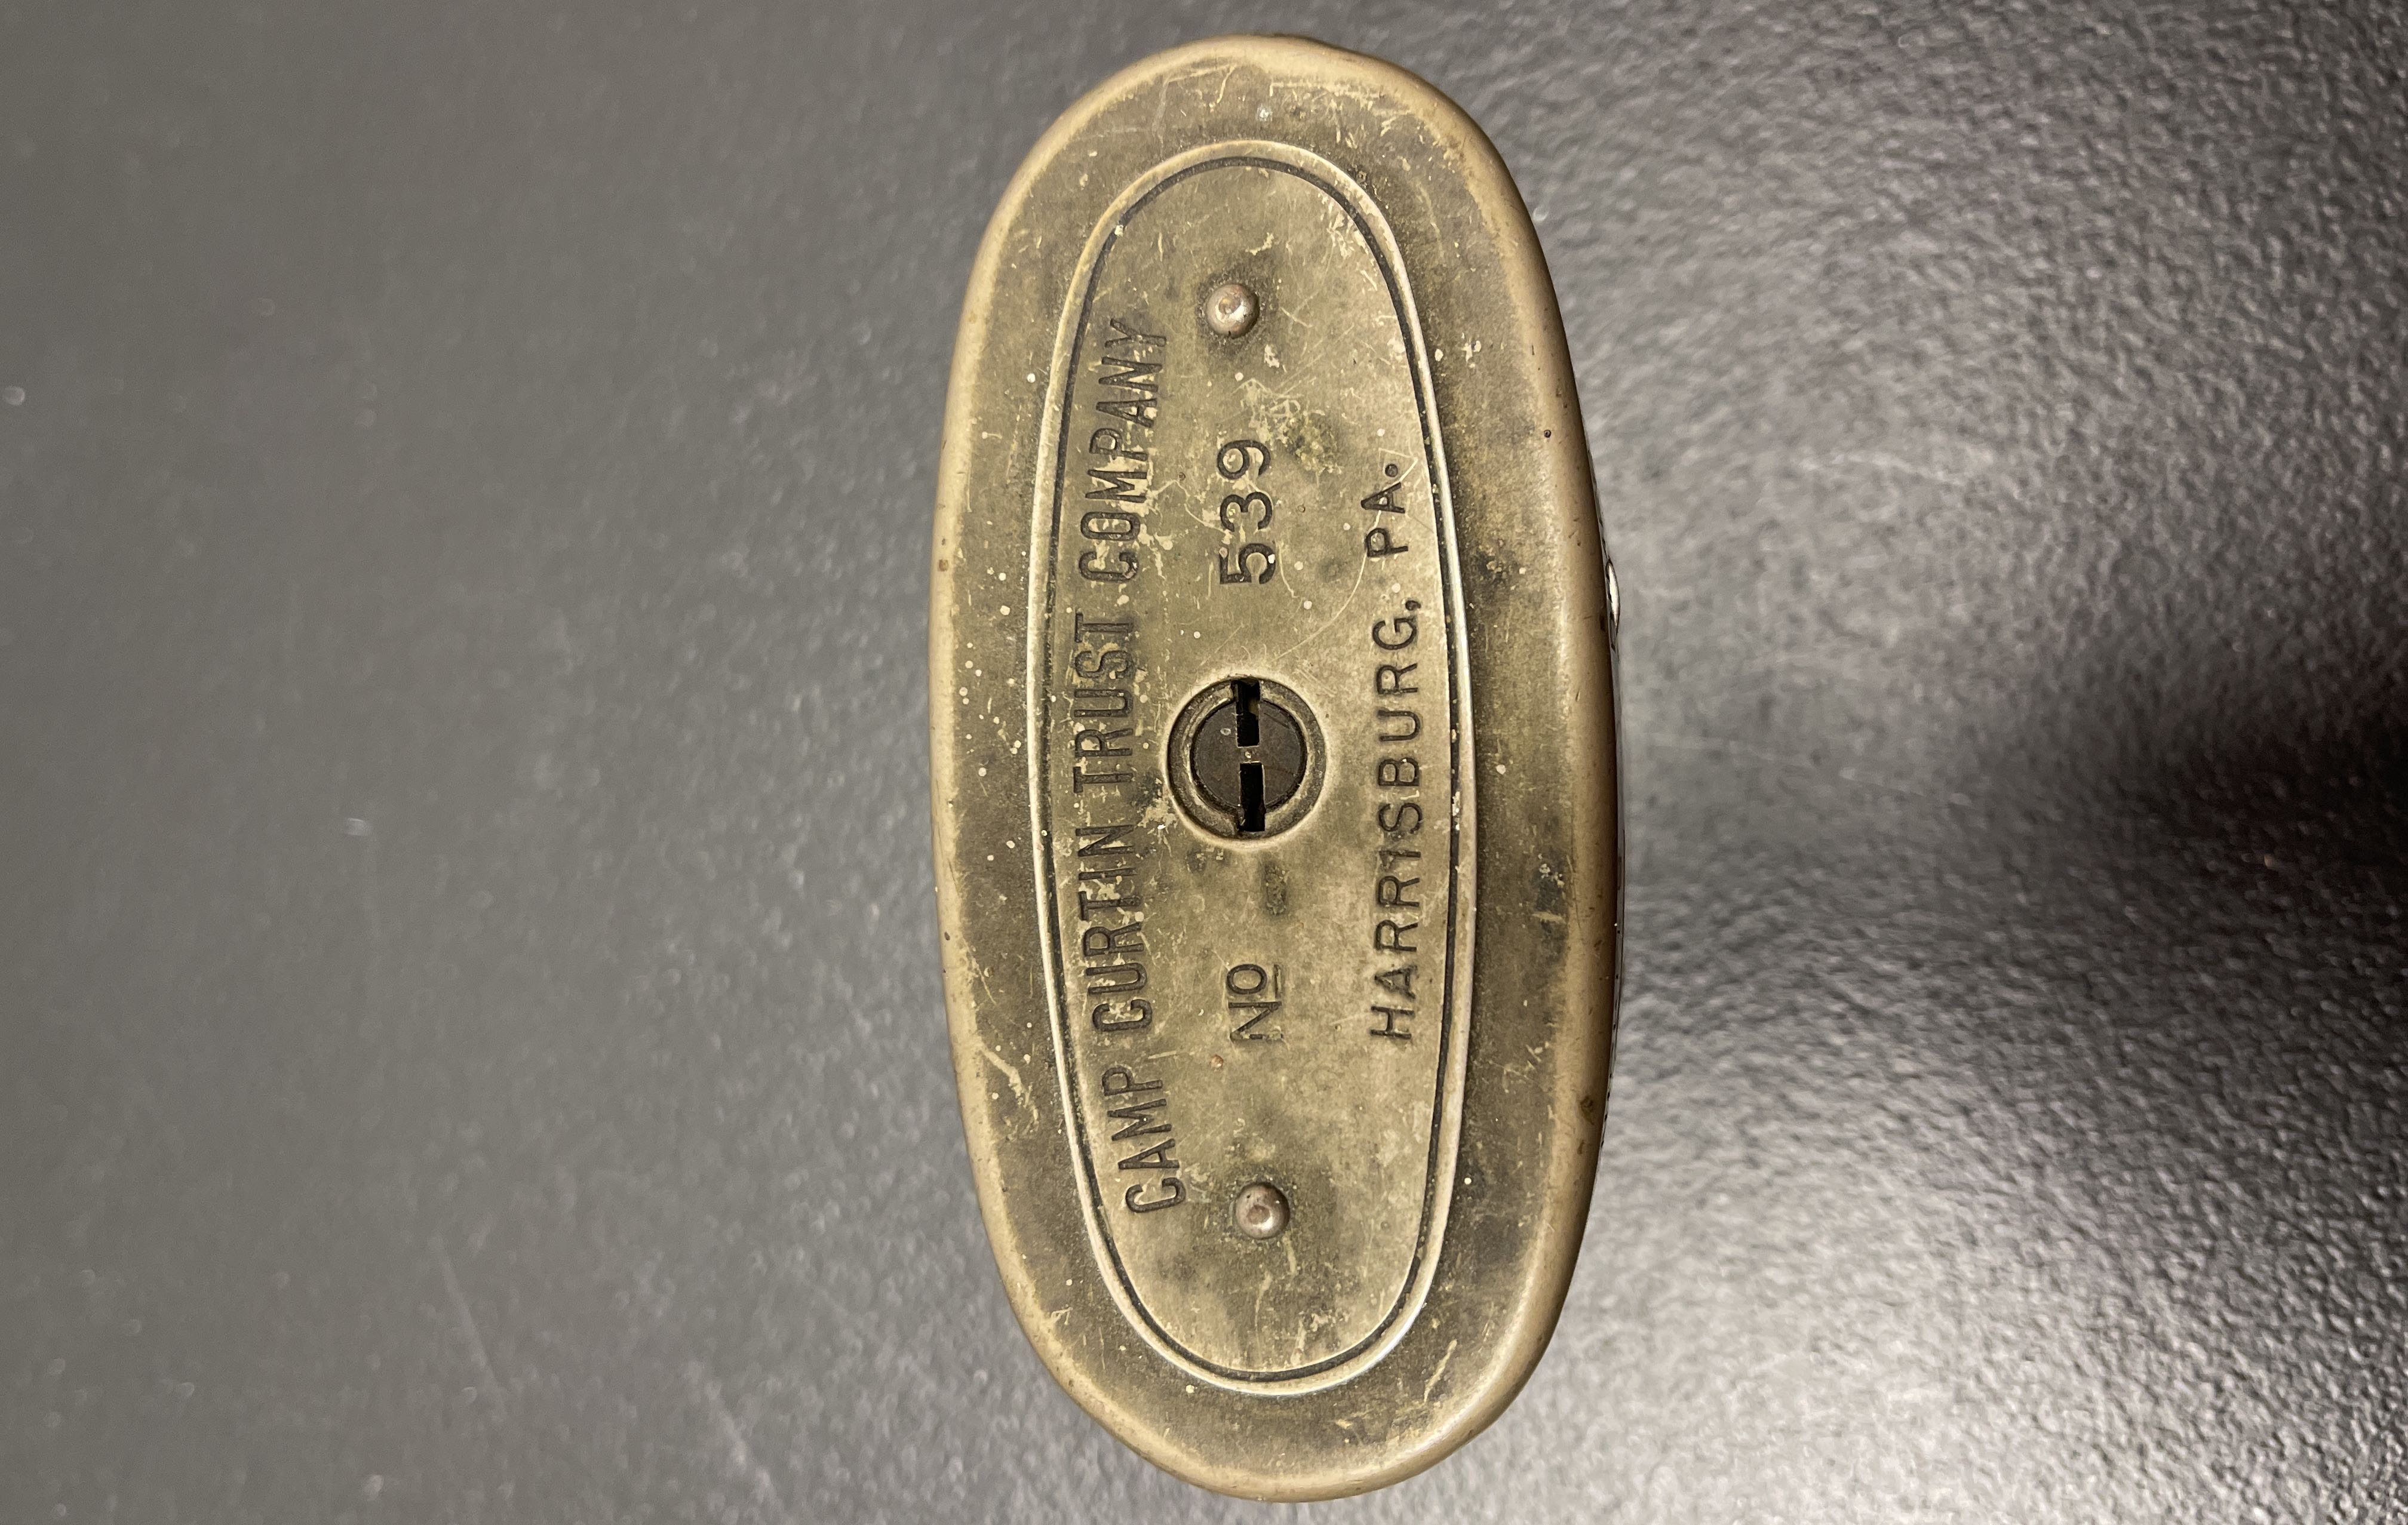 CAMP CURTIN TRUST COMPANY
Nº 539
HARRISBURG, PA.